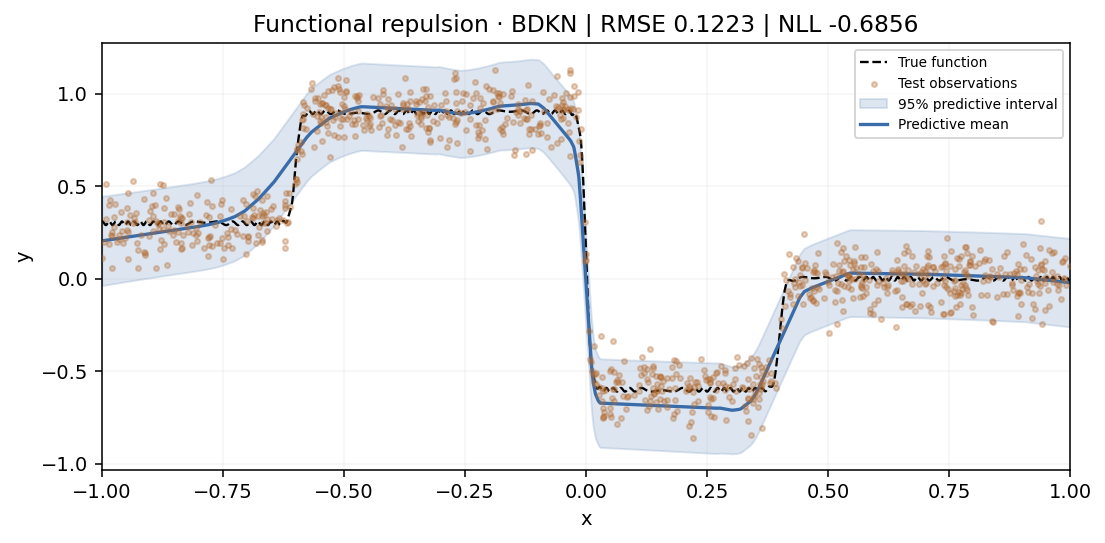 Functional repulsion · BDKN | RMSE 0.1223 | NLL -0.6856
True function
Test observations
95% predictive interval
Predictive mean
1.0
0.5
0.0
−0.5
−1.0
y
−1.00 −0.75 −0.50 −0.25 0.00 0.25 0.50 0.75 1.00
x